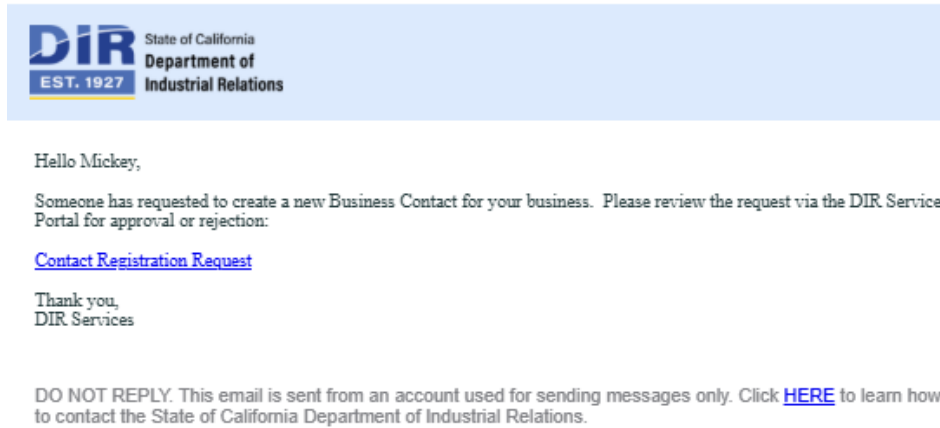 DIR State of California
Department of
EST. 1927 Industrial Relations
Hello Mickey,
Someone has requested to create a new Business Contact for your business. Please review the request via the DIR Service
Portal for approval or rejection:
Contact Registration Request
Thank you,
DIR Services
DO NOT REPLY. This email is sent from an account used for sending messages only. Click HERE to learn how
to contact the State of California Department of Industrial Relations.